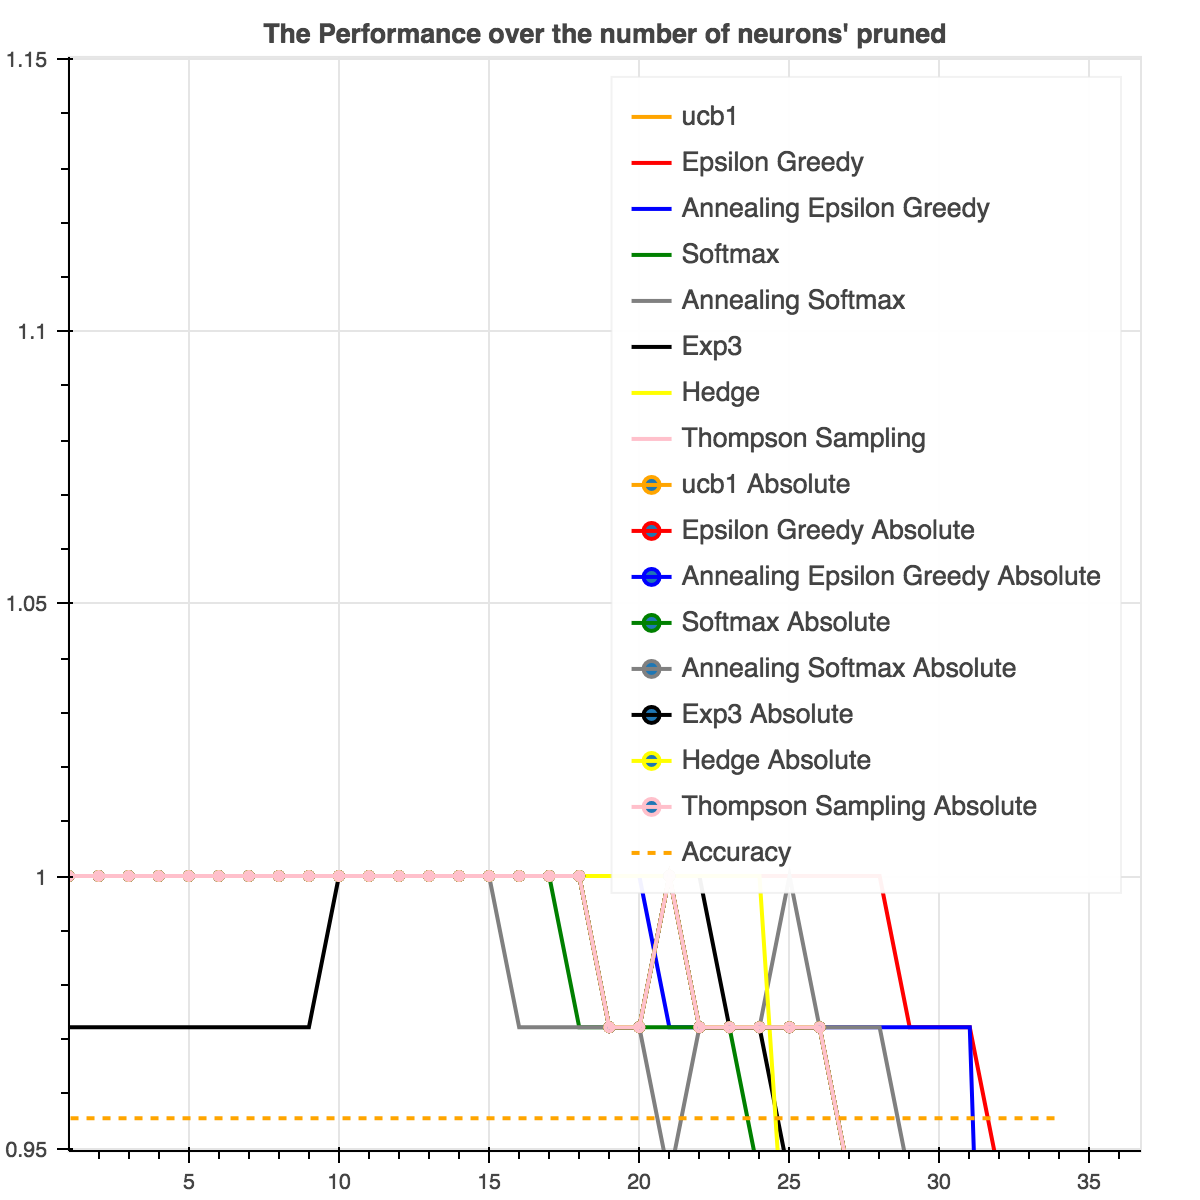 The Performance over the number of neurons' pruned
1.15
1.1
1.05
1
0.95
ucb1
Epsilon Greedy
Annealing Epsilon Greedy
Softmax
Annealing Softmax
Exp3
Hedge
Thompson Sampling
ucb1 Absolute
Epsilon Greedy Absolute
Annealing Epsilon Greedy Absolute
Softmax Absolute
Annealing Softmax Absolute
Exp3 Absolute
Hedge Absolute
Thompson Sampling Absolute
Accuracy
5 10 15 20 25 30 35